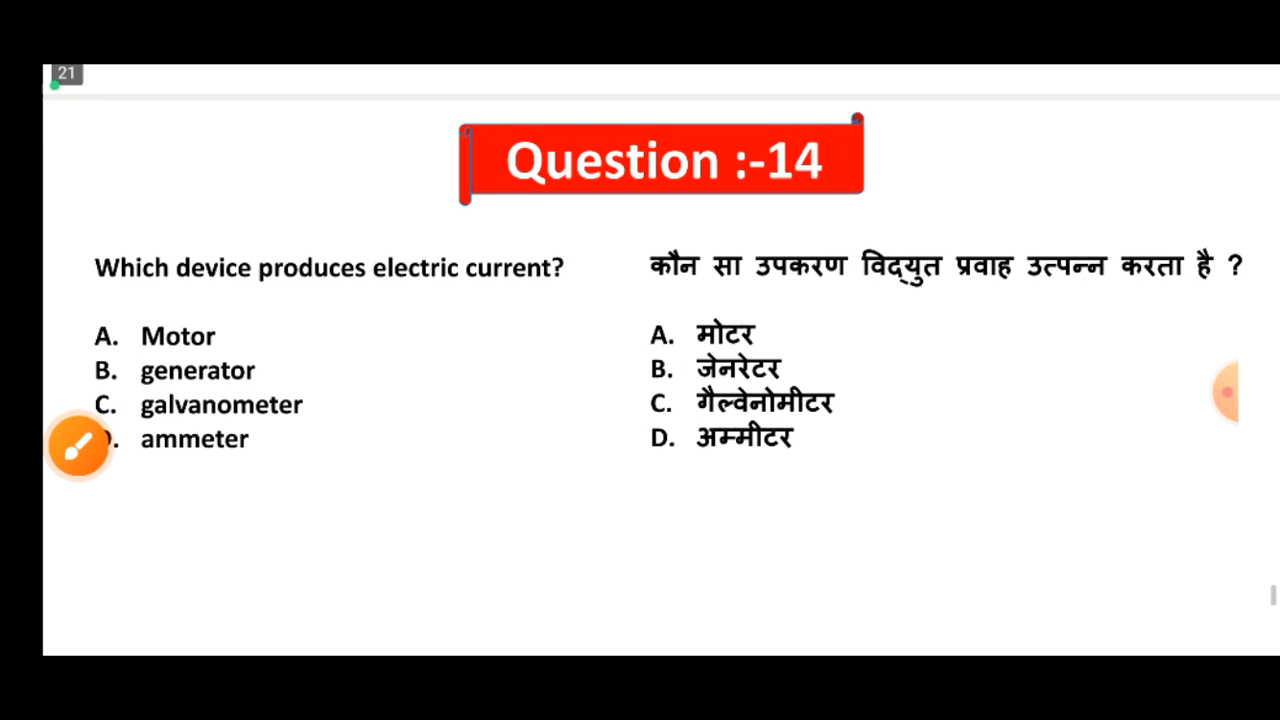 21
Question :-14
Which device produces electric current?
A. Motor
B. generator
C. galvanometer
D. ammeter
कौन सा उपकरण विद्युत प्रवाह उत्पन्न करता है ?
A. मोटर
B. जेनरेटर
C. गैल्वेनोमीटर
D. अम्मीटर